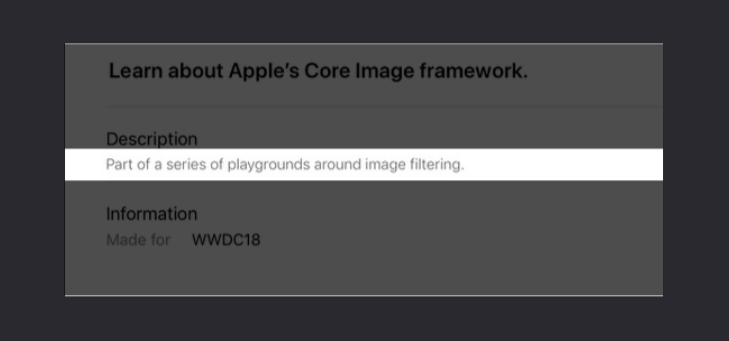 Learn about Apple’s Core Image framework.
Description
Part of a series of playgrounds around image filtering.
Information
Made for WWDC18